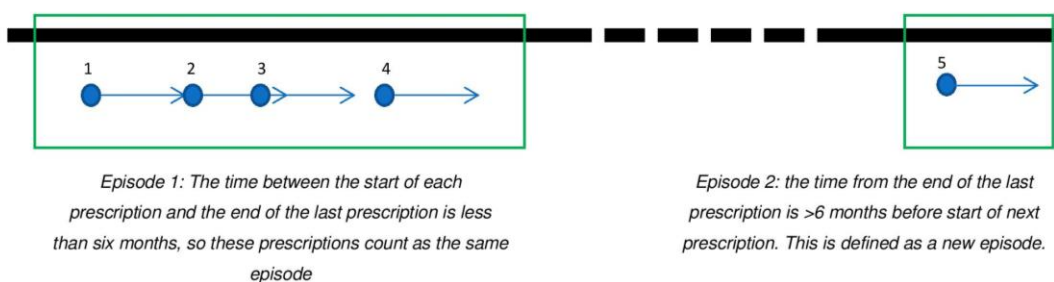 1 2 3 4 5
Episode 1: The time between the start of each
prescription and the end of the last prescription is less
than six months, so these prescriptions count as the same
episode
Episode 2: the time from the end of the last
prescription is >6 months before start of next
prescription. This is defined as a new episode.